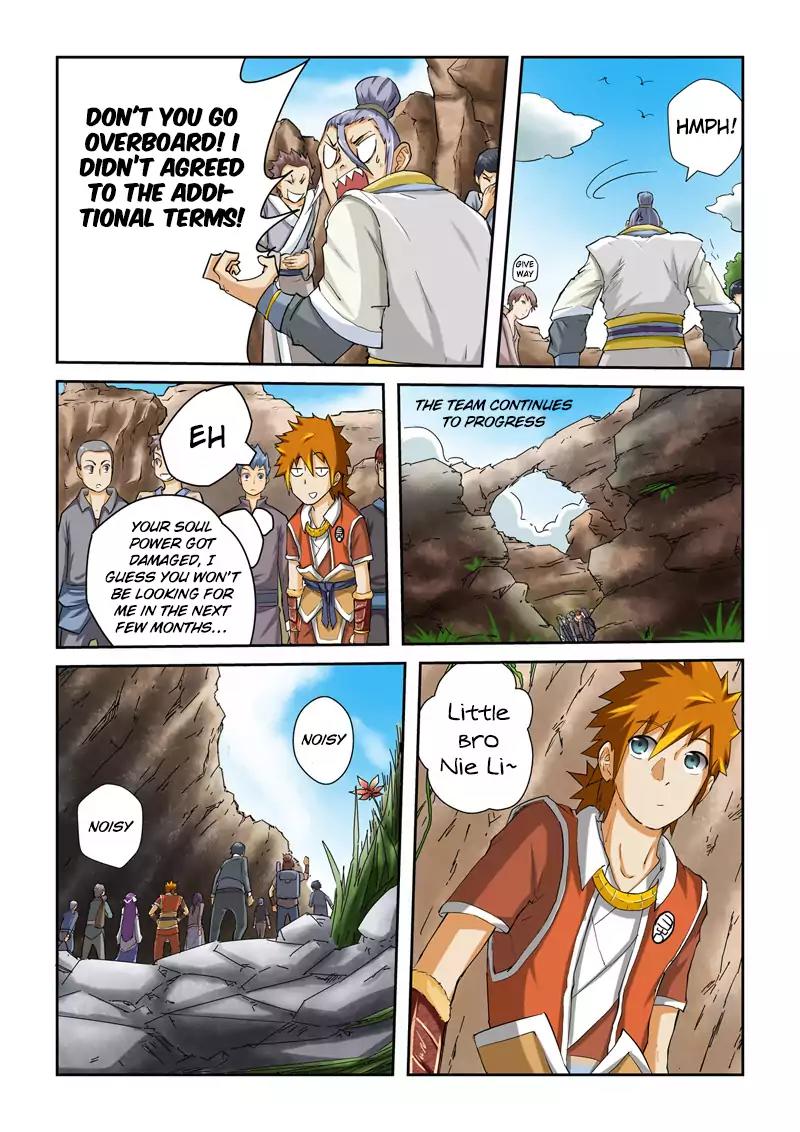 DON'T YOU GO
OVERBOARD! I
DIDN'T AGREED
TO THE ADDI-
TIONAL TERMS!
HMPH!
GIVE
WAY
EH
YOUR SOUL
POWER GOT
DAMAGED, I
GUESS YOU WON'T
BE LOOKING FOR
ME IN THE NEXT
FEW MONTHS...
THE TEAM CONTINUES
TO PROGRESS
NOISY
NOISY
Little
Bro
Nie Li~